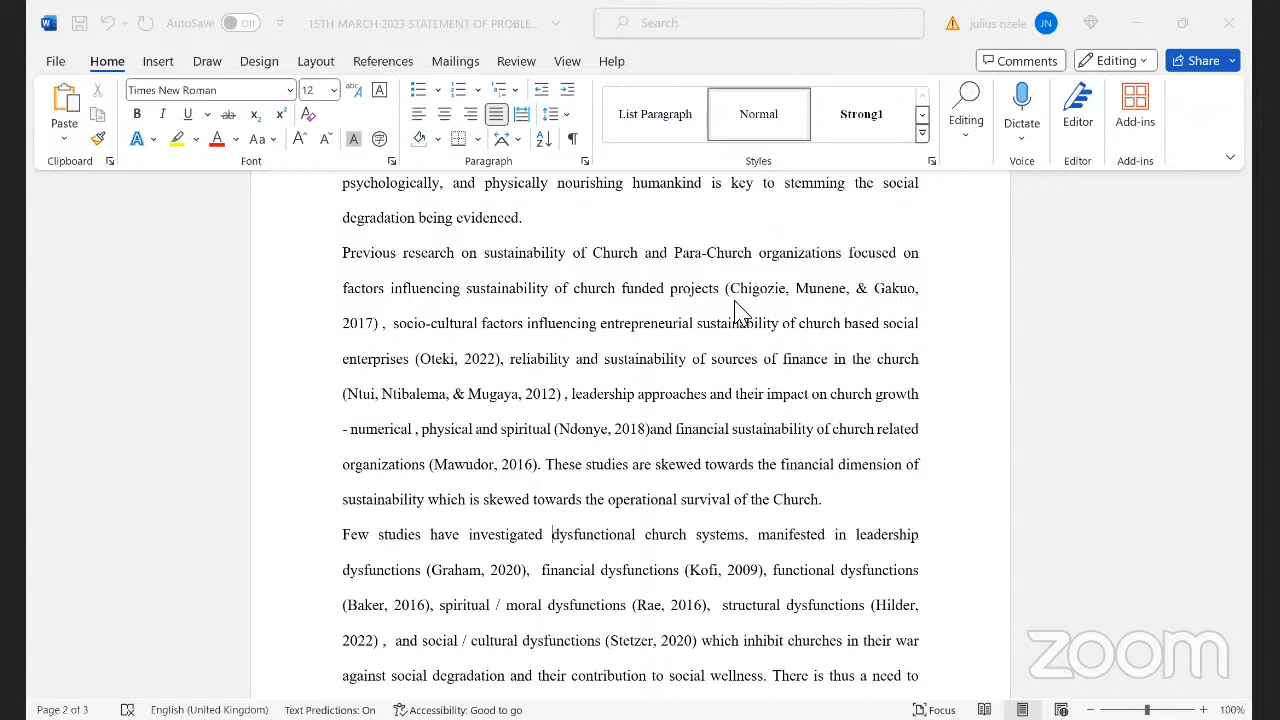 AutoSave Off 15TH MARCH 2023 STATEMENT OF PROBLE... Search julius nzele JN
File Home Insert Draw Design Layout References Mailings Review View Help Comments Editing Share
Times New Roman 12
Paste
B I U ab x₂ x²
A A Aa A A A
List Paragraph Normal Strong1
Editing Dictate Editor Add-ins
Clipboard Font Paragraph Styles Voice Editor Add-ins
psychologically, and physically nourishing humankind is key to stemming the social
degradation being evidenced.
Previous research on sustainability of Church and Para-Church organizations focused on
factors influencing sustainability of church funded projects (Chigozie, Munene, & Gakuo,
2017) , socio-cultural factors influencing entrepreneurial sustainability of church based social
enterprises (Oteki, 2022), reliability and sustainability of sources of finance in the church
(Ntui, Ntibalema, & Mugaya, 2012) , leadership approaches and their impact on church growth
- numerical , physical and spiritual (Ndonye, 2018)and financial sustainability of church related
organizations (Mawudor, 2016). These studies are skewed towards the financial dimension of
sustainability which is skewed towards the operational survival of the Church.
Few studies have investigated dysfunctional church systems, manifested in leadership
dysfunctions (Graham, 2020), financial dysfunctions (Kofi, 2009), functional dysfunctions
(Baker, 2016), spiritual / moral dysfunctions (Rae, 2016), structural dysfunctions (Hilder,
2022) , and social / cultural dysfunctions (Stetzer, 2020) which inhibit churches in their war
against social degradation and their contribution to social wellness. There is thus a need to
zoom
Page 2 of 3 English (United Kingdom) Text Predictions: On Accessibility: Good to go Focus 100%